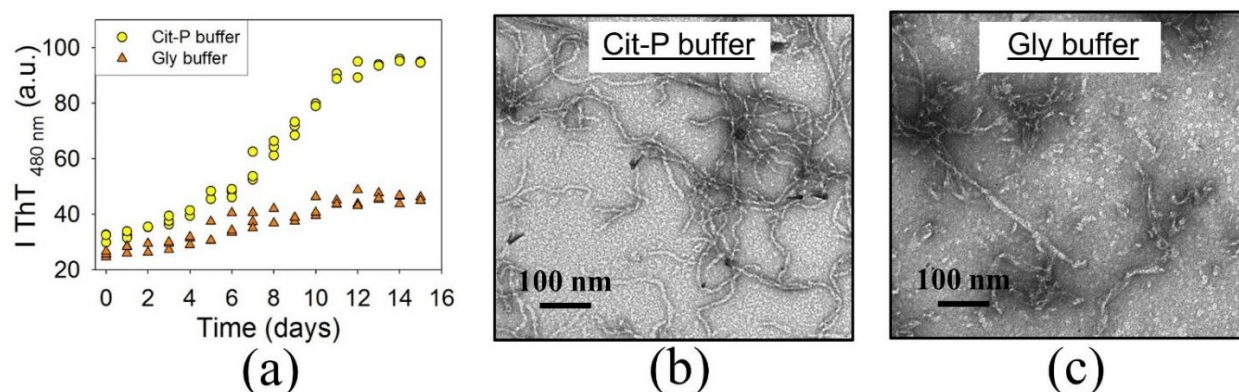 100
80
60
40
20
I ThT 480 nm (a.u.)
Cit-P buffer
Gly buffer
0 2 4 6 8 10 12 14 16
Time (days)
(a)
Cit-P buffer
100 nm
(b)
Gly buffer
100 nm
(c)